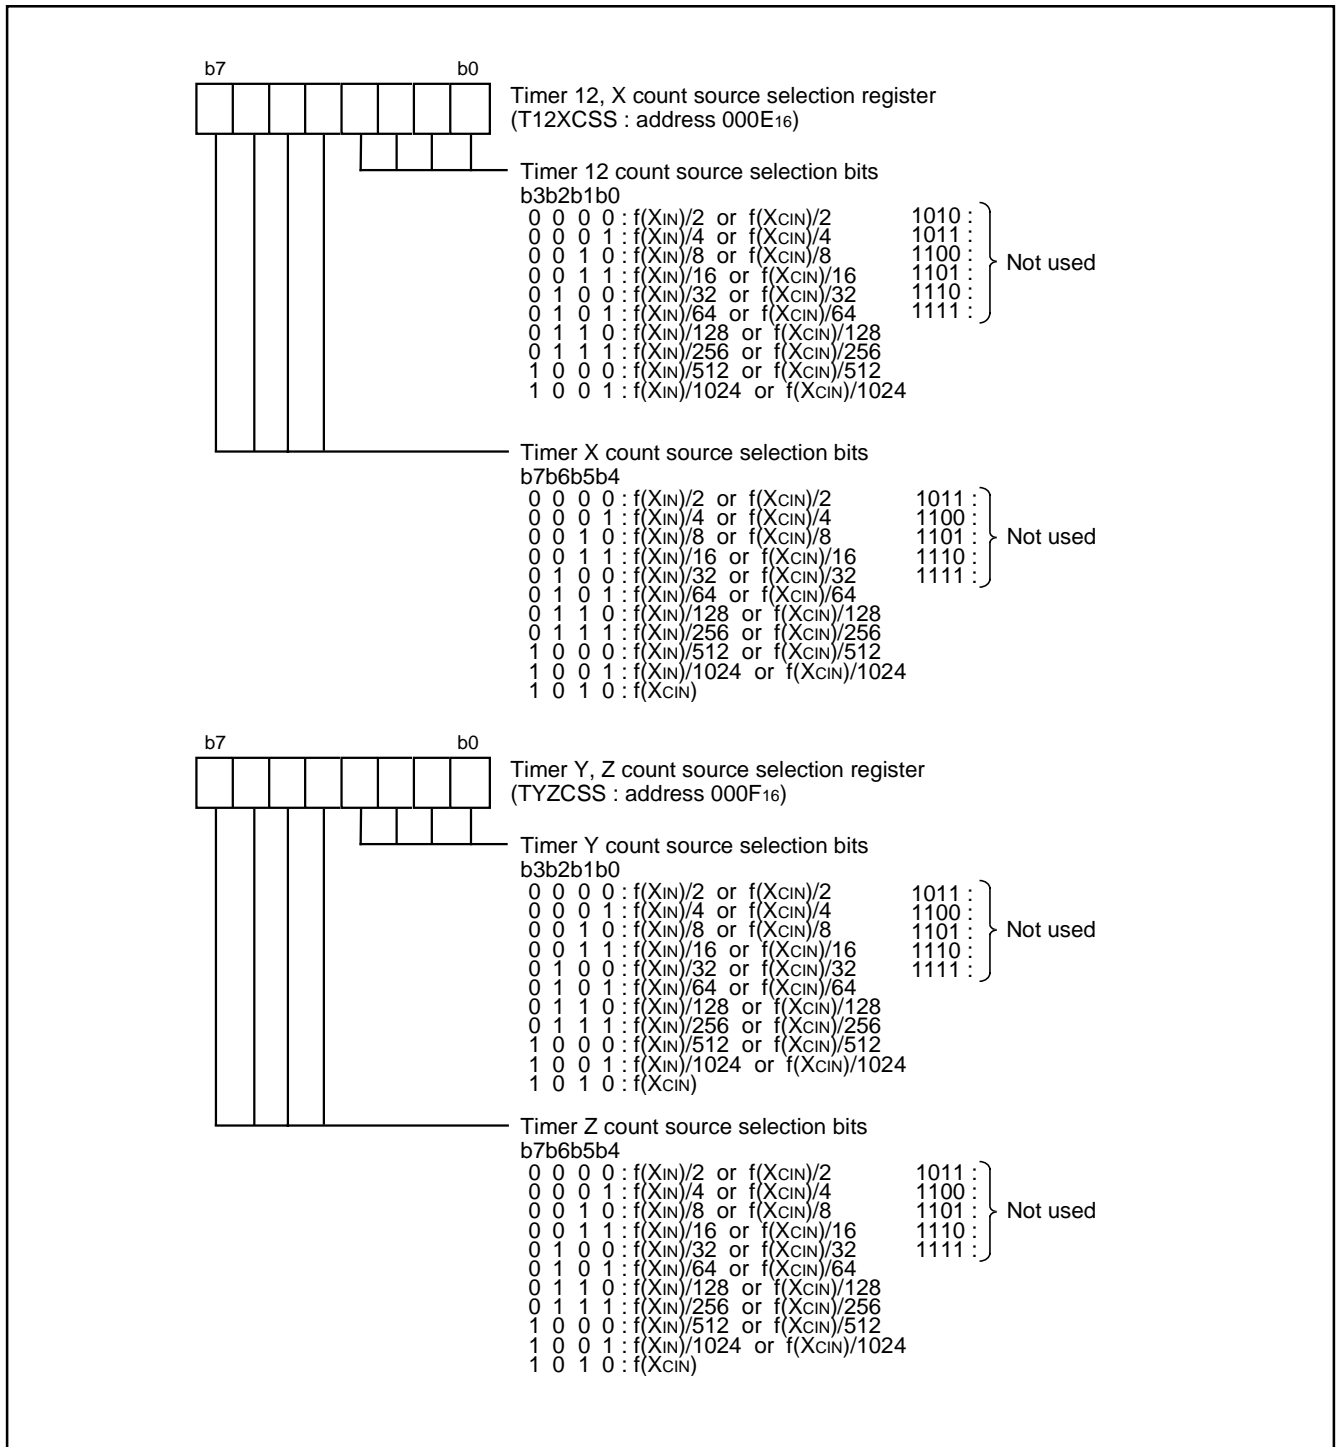 b7 b0
Timer 12, X count source selection register
(T12XCSS : address 000E16)
Timer 12 count source selection bits
b3b2b1b0
0 0 0 0 : f(XIN)/2 or f(XCIN)/2 1010 :
0 0 0 1 : f(XIN)/4 or f(XCIN)/4 1011 :
0 0 1 0 : f(XIN)/8 or f(XCIN)/8 1100 :
Not used
0 0 1 1 : f(XIN)/16 or f(XCIN)/16 1101 :
0 1 0 0 : f(XIN)/32 or f(XCIN)/32 1110 :
0 1 0 1 : f(XIN)/64 or f(XCIN)/64 1111 :
0 1 1 0 : f(XIN)/128 or f(XCIN)/128
0 1 1 1 : f(XIN)/256 or f(XCIN)/256
1 0 0 0 : f(XIN)/512 or f(XCIN)/512
1 0 0 1 : f(XIN)/1024 or f(XCIN)/1024
Timer X count source selection bits
b7b6b5b4
0 0 0 0 : f(XIN)/2 or f(XCIN)/2 1011 :
0 0 0 1 : f(XIN)/4 or f(XCIN)/4 1100 :
0 0 1 0 : f(XIN)/8 or f(XCIN)/8 1101 : Not used
0 0 1 1 : f(XIN)/16 or f(XCIN)/16 1110 :
0 1 0 0 : f(XIN)/32 or f(XCIN)/32 1111 :
0 1 0 1 : f(XIN)/64 or f(XCIN)/64
0 1 1 0 : f(XIN)/128 or f(XCIN)/128
0 1 1 1 : f(XIN)/256 or f(XCIN)/256
1 0 0 0 : f(XIN)/512 or f(XCIN)/512
1 0 0 1 : f(XIN)/1024 or f(XCIN)/1024
1 0 1 0 : f(XCIN)
b7 b0
Timer Y, Z count source selection register
(TYZCSS : address 000F16)
Timer Y count source selection bits
b3b2b1b0
0 0 0 0 : f(XIN)/2 or f(XCIN)/2 1011 :
0 0 0 1 : f(XIN)/4 or f(XCIN)/4 1100 :
0 0 1 0 : f(XIN)/8 or f(XCIN)/8 1101 : Not used
0 0 1 1 : f(XIN)/16 or f(XCIN)/16 1110 :
0 1 0 0 : f(XIN)/32 or f(XCIN)/32 1111 :
0 1 0 1 : f(XIN)/64 or f(XCIN)/64
0 1 1 0 : f(XIN)/128 or f(XCIN)/128
0 1 1 1 : f(XIN)/256 or f(XCIN)/256
1 0 0 0 : f(XIN)/512 or f(XCIN)/512
1 0 0 1 : f(XIN)/1024 or f(XCIN)/1024
1 0 1 0 : f(XCIN)
Timer Z count source selection bits
b7b6b5b4
0 0 0 0 : f(XIN)/2 or f(XCIN)/2 1011 :
0 0 0 1 : f(XIN)/4 or f(XCIN)/4 1100 :
0 0 1 0 : f(XIN)/8 or f(XCIN)/8 1101 : Not used
0 0 1 1 : f(XIN)/16 or f(XCIN)/16 1110 :
0 1 0 0 : f(XIN)/32 or f(XCIN)/32 1111 :
0 1 0 1 : f(XIN)/64 or f(XCIN)/64
0 1 1 0 : f(XIN)/128 or f(XCIN)/128
0 1 1 1 : f(XIN)/256 or f(XCIN)/256
1 0 0 0 : f(XIN)/512 or f(XCIN)/512
1 0 0 1 : f(XIN)/1024 or f(XCIN)/1024
1 0 1 0 : f(XCIN)